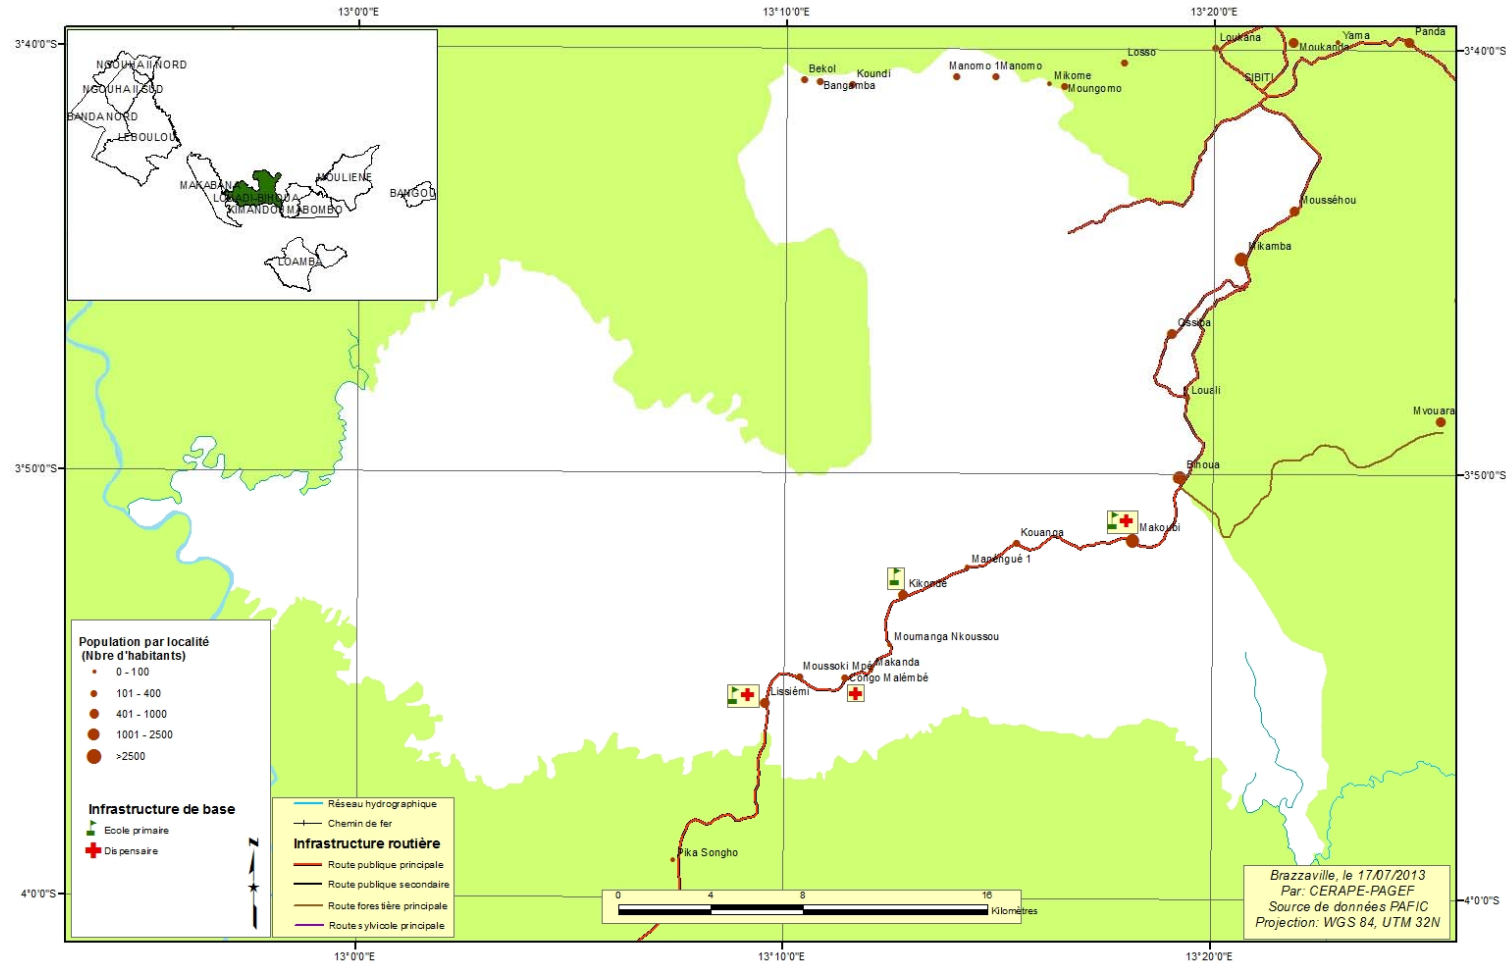 13°0'0"E
13°10'0"E
13°20'0"E
3°40'0"S
3°40'0"S
NGOUHA II NORD
NGOUHA II SUD
BANDA NORD
LEBOULOU
MAKABANA
LOUADI-BIHOUA
KIMANDOU
MABOMBO
MOULIENE
BANGOU
LOAMBA
Bekol
Bangamba
Koundi
Manomo 1
Manomo
Mikome
Moungomo
Losso
Loukana
Moukanda
Yama
Panda
SIBITI
Mousséhou
Mikamba
Ossiba
Louali
Mvouara
3°50'0"S
3°50'0"S
Bihoua
Makoubi
Kouanga
Mapéngué 1
Kikondé
Moumanga Nkoussou
Makanda
Moussoki Mpé
Congo Malémbé
Lissiémi
Pika Songho
Population par localité
(Nbre d'habitants)
0 - 100
101 - 400
401 - 1000
1001 - 2500
>2500
Infrastructure de base
Ecole primaire
Dispensaire
N
Réseau hydrographique
Chemin de fer
Infrastructure routière
Route publique principale
Route publique secondaire
Route forestière principale
Route sylvicole principale
0 4 8 16
Kilomètres
Brazzaville, le 17/07/2013
Par: CERAPE-PAGEF
Source de données PAFIC
Projection: WGS 84, UTM 32N
4°0'0"S
4°0'0"S
13°0'0"E
13°10'0"E
13°20'0"E